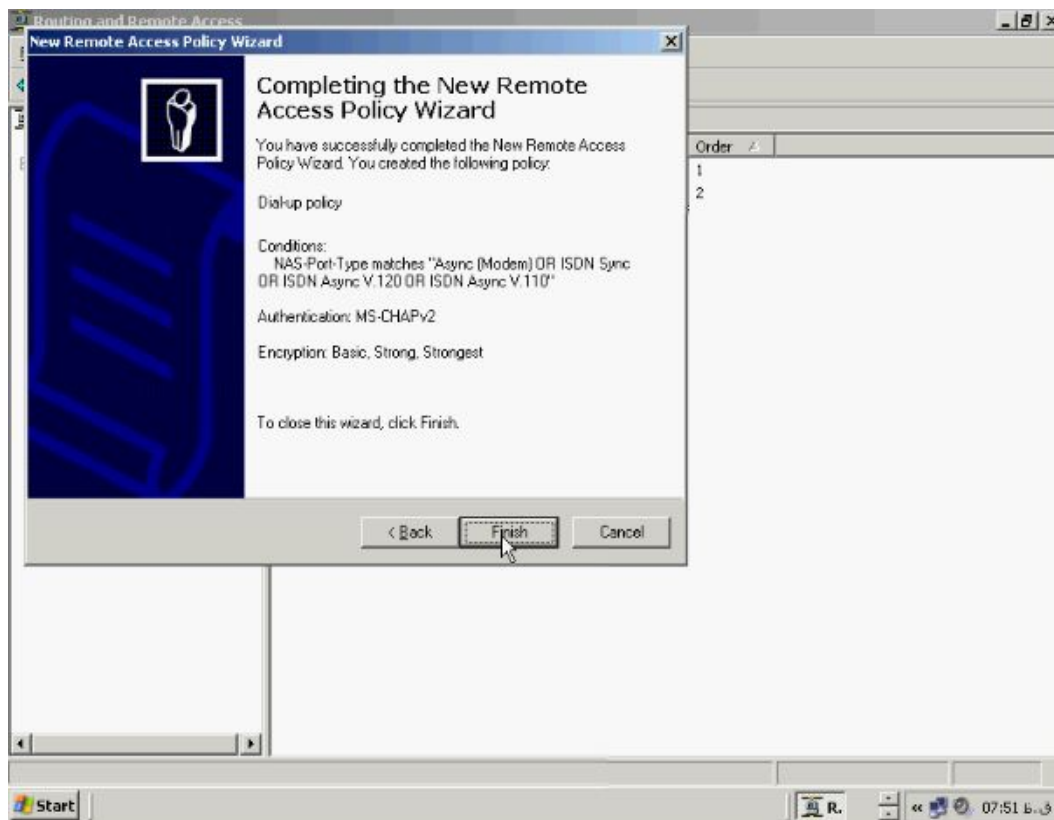 Routing and Remote Access
New Remote Access Policy Wizard
Completing the New Remote
Access Policy Wizard
You have successfully completed the New Remote Access
Policy Wizard. You created the following policy:
Dial-up policy
Conditions:
NAS-Port-Type matches "Async (Modem) OR ISDN Sync
OR ISDN Async V.120 OR ISDN Async V.110"
Authentication: MS-CHAPv2
Encryption: Basic, Strong, Strongest
To close this wizard, click Finish.
< Back
Finish
Cancel
Order
1
2
Start
R.
«
07:51 ق.ظ